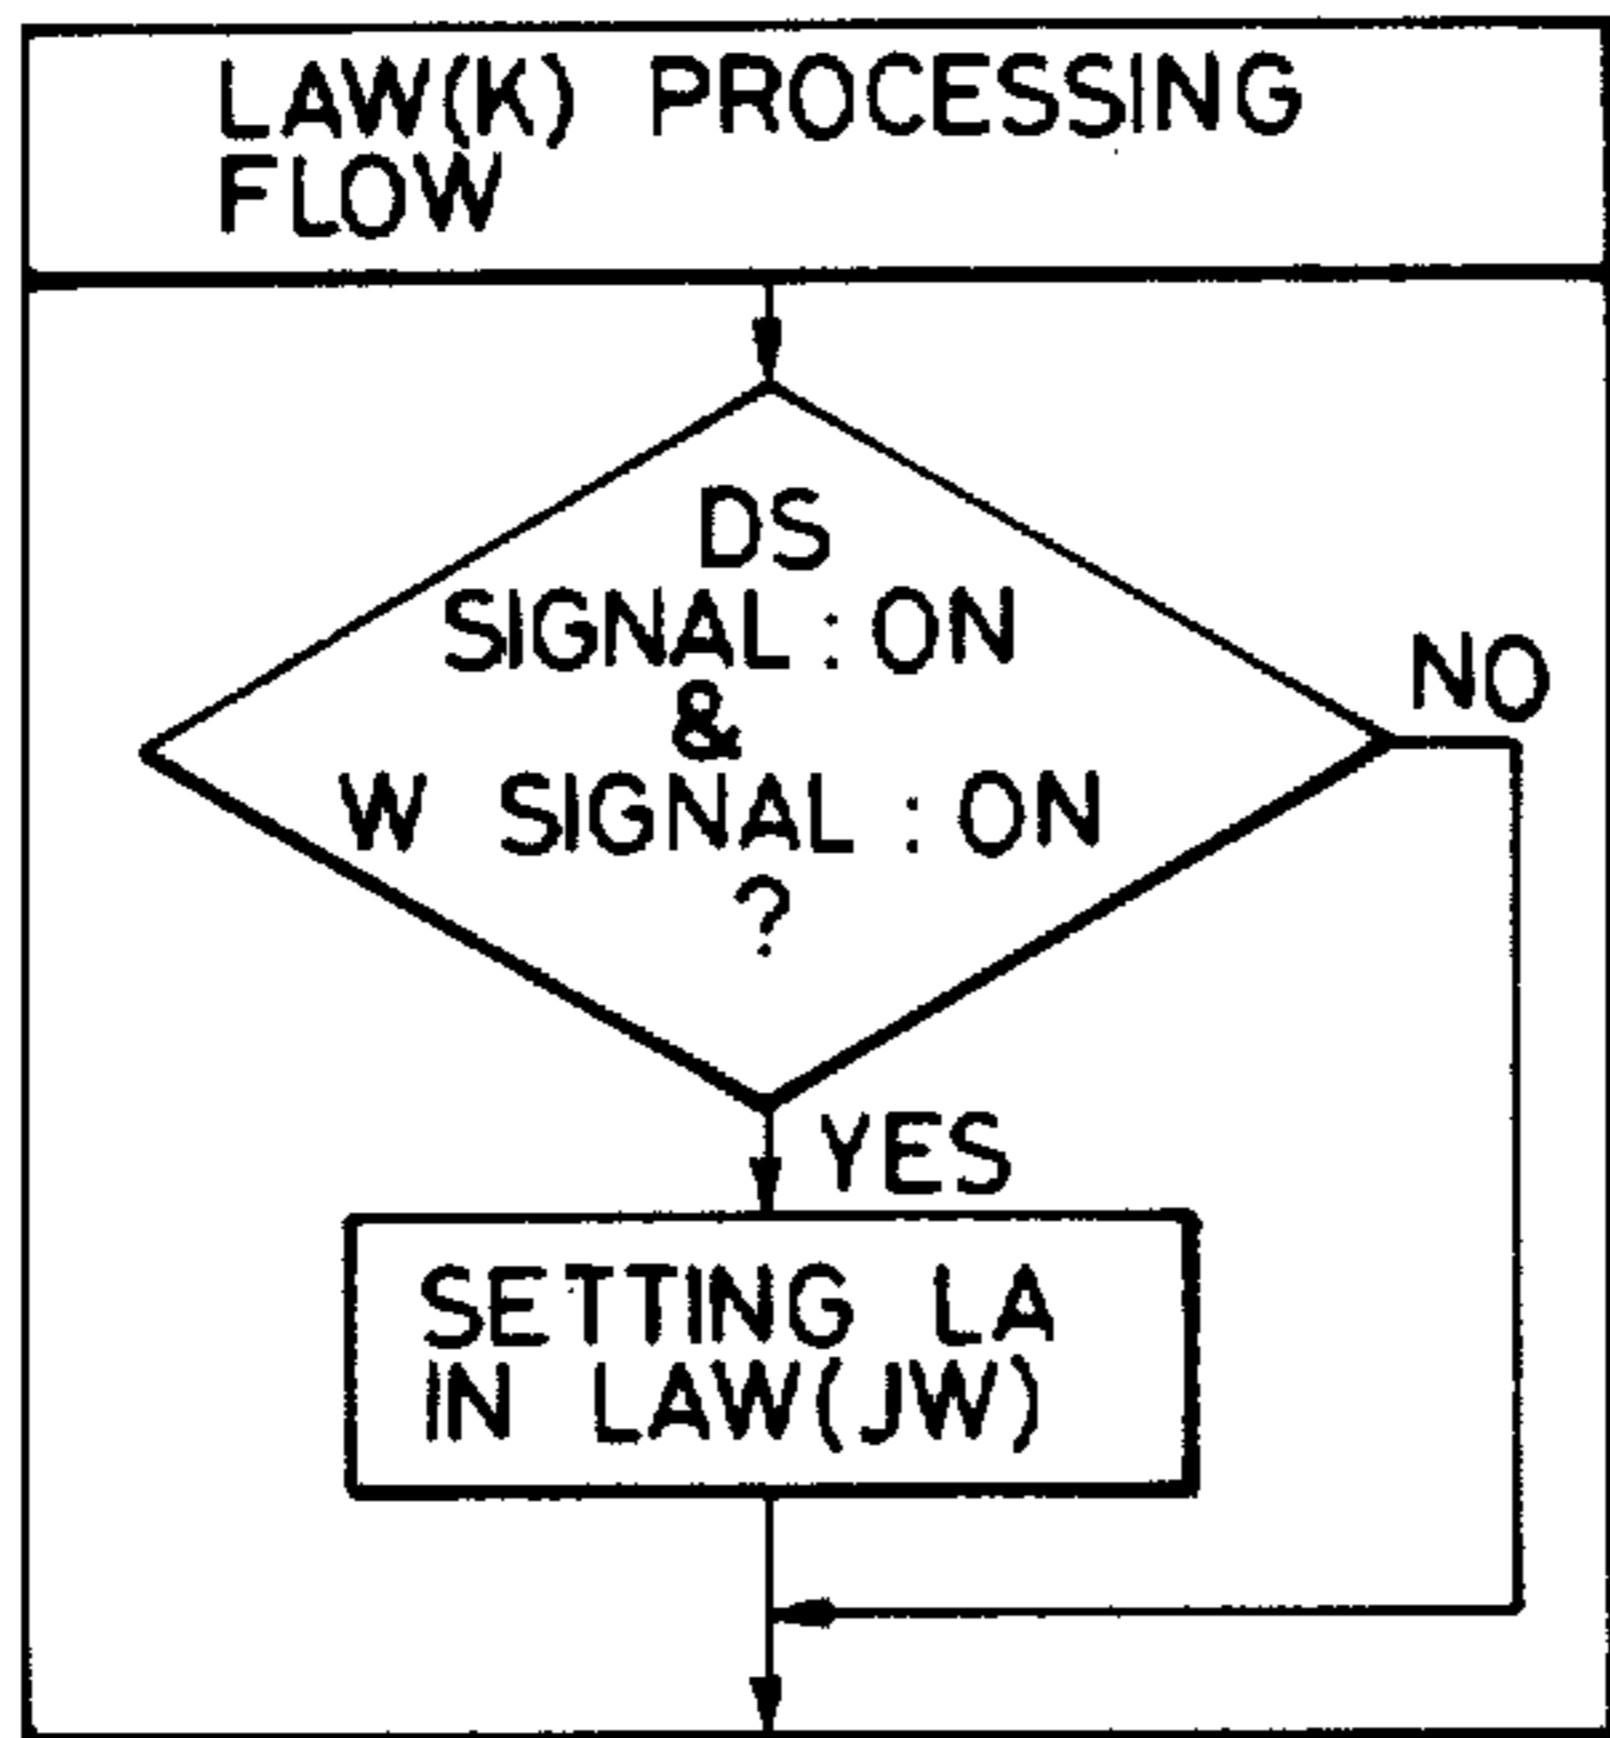 LAW(K) PROCESSING
FLOW
DS
SIGNAL : ON
&
W SIGNAL : ON
?
NO
YES
SETTING LA
IN LAW(JW)